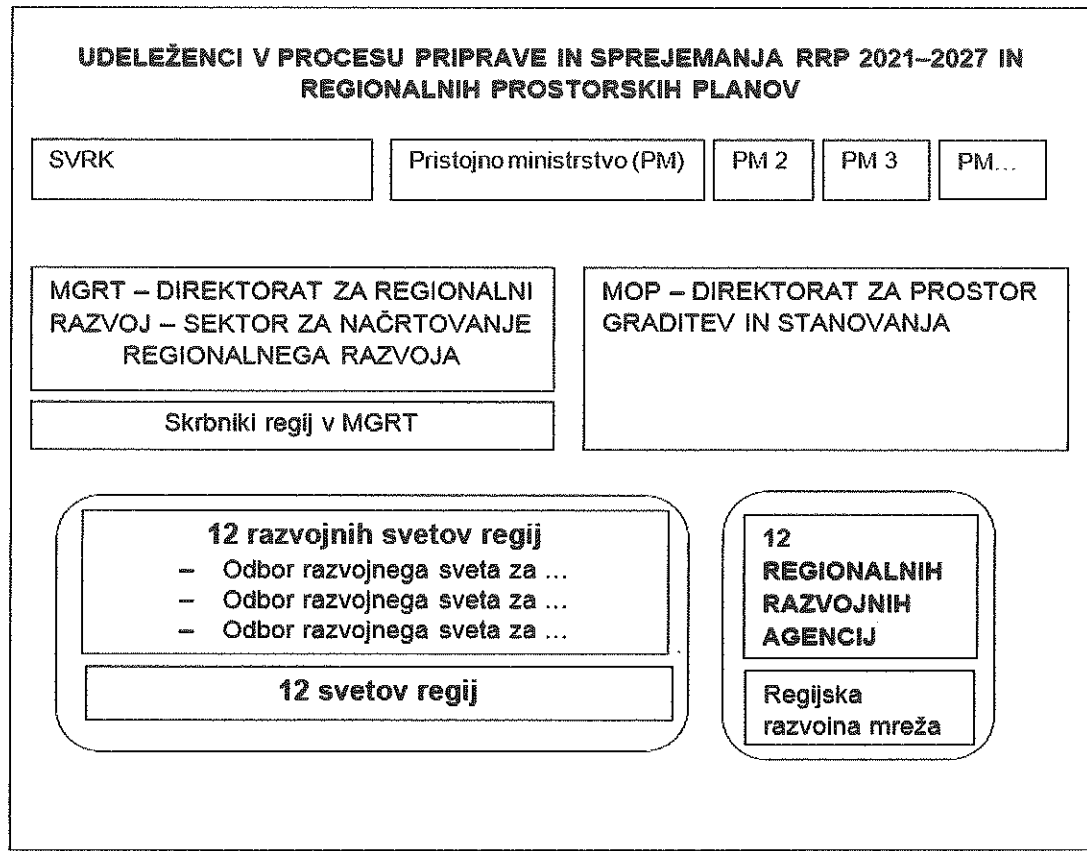 UDELEŽENCI V PROCESU PRIPRAVE IN SPREJEMANJA RRP 2021–2027 IN
REGIONALNIH PROSTORSKIH PLANOV
SVRK
Pristojno ministrstvo (PM)
PM 2
PM 3
PM...
MGRT – DIREKTORAT ZA REGIONALNI
RAZVOJ – SEKTOR ZA NAČRTOVANJE
REGIONALNEGA RAZVOJA
Skrbniki regij v MGRT
MOP – DIREKTORAT ZA PROSTOR
GRADITEV IN STANOVANJA
12 razvojnih svetov regij
– Odbor razvojnega sveta za ...
– Odbor razvojnega sveta za ...
– Odbor razvojnega sveta za ...
12 svetov regij
12
REGIONALNIH
RAZVOJNIH
AGENCIJ
Regijska
razvojna mreža